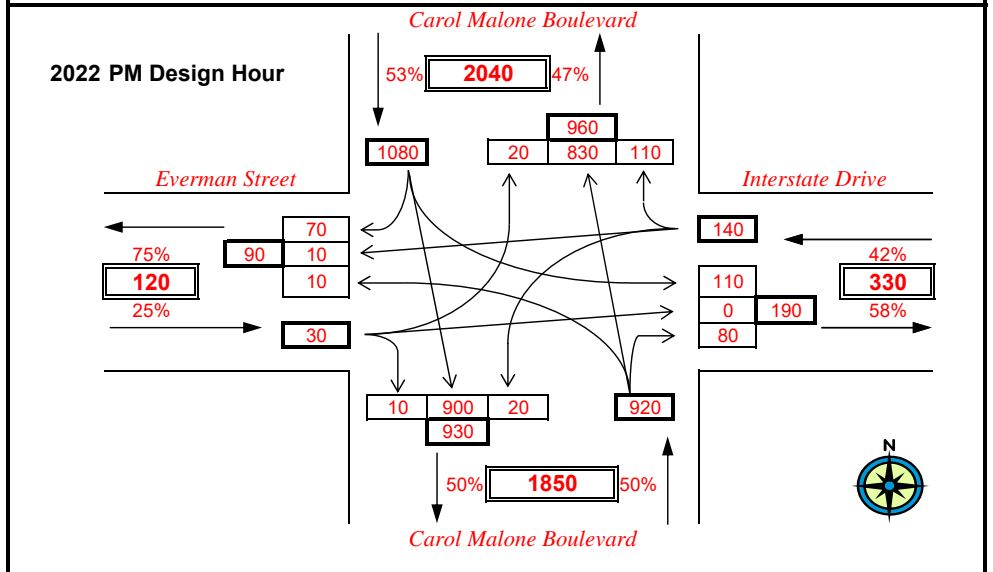 Carol Malone Boulevard
2022 PM Design Hour
53% 2040 47%
960
1080
20 830 110
Everman Street
Interstate Drive
70
140
75%
90 10
42%
120
10
110
330
25%
0 190
58%
30
80
10 900 20
920
930
N
50% 1850 50%
Carol Malone Boulevard